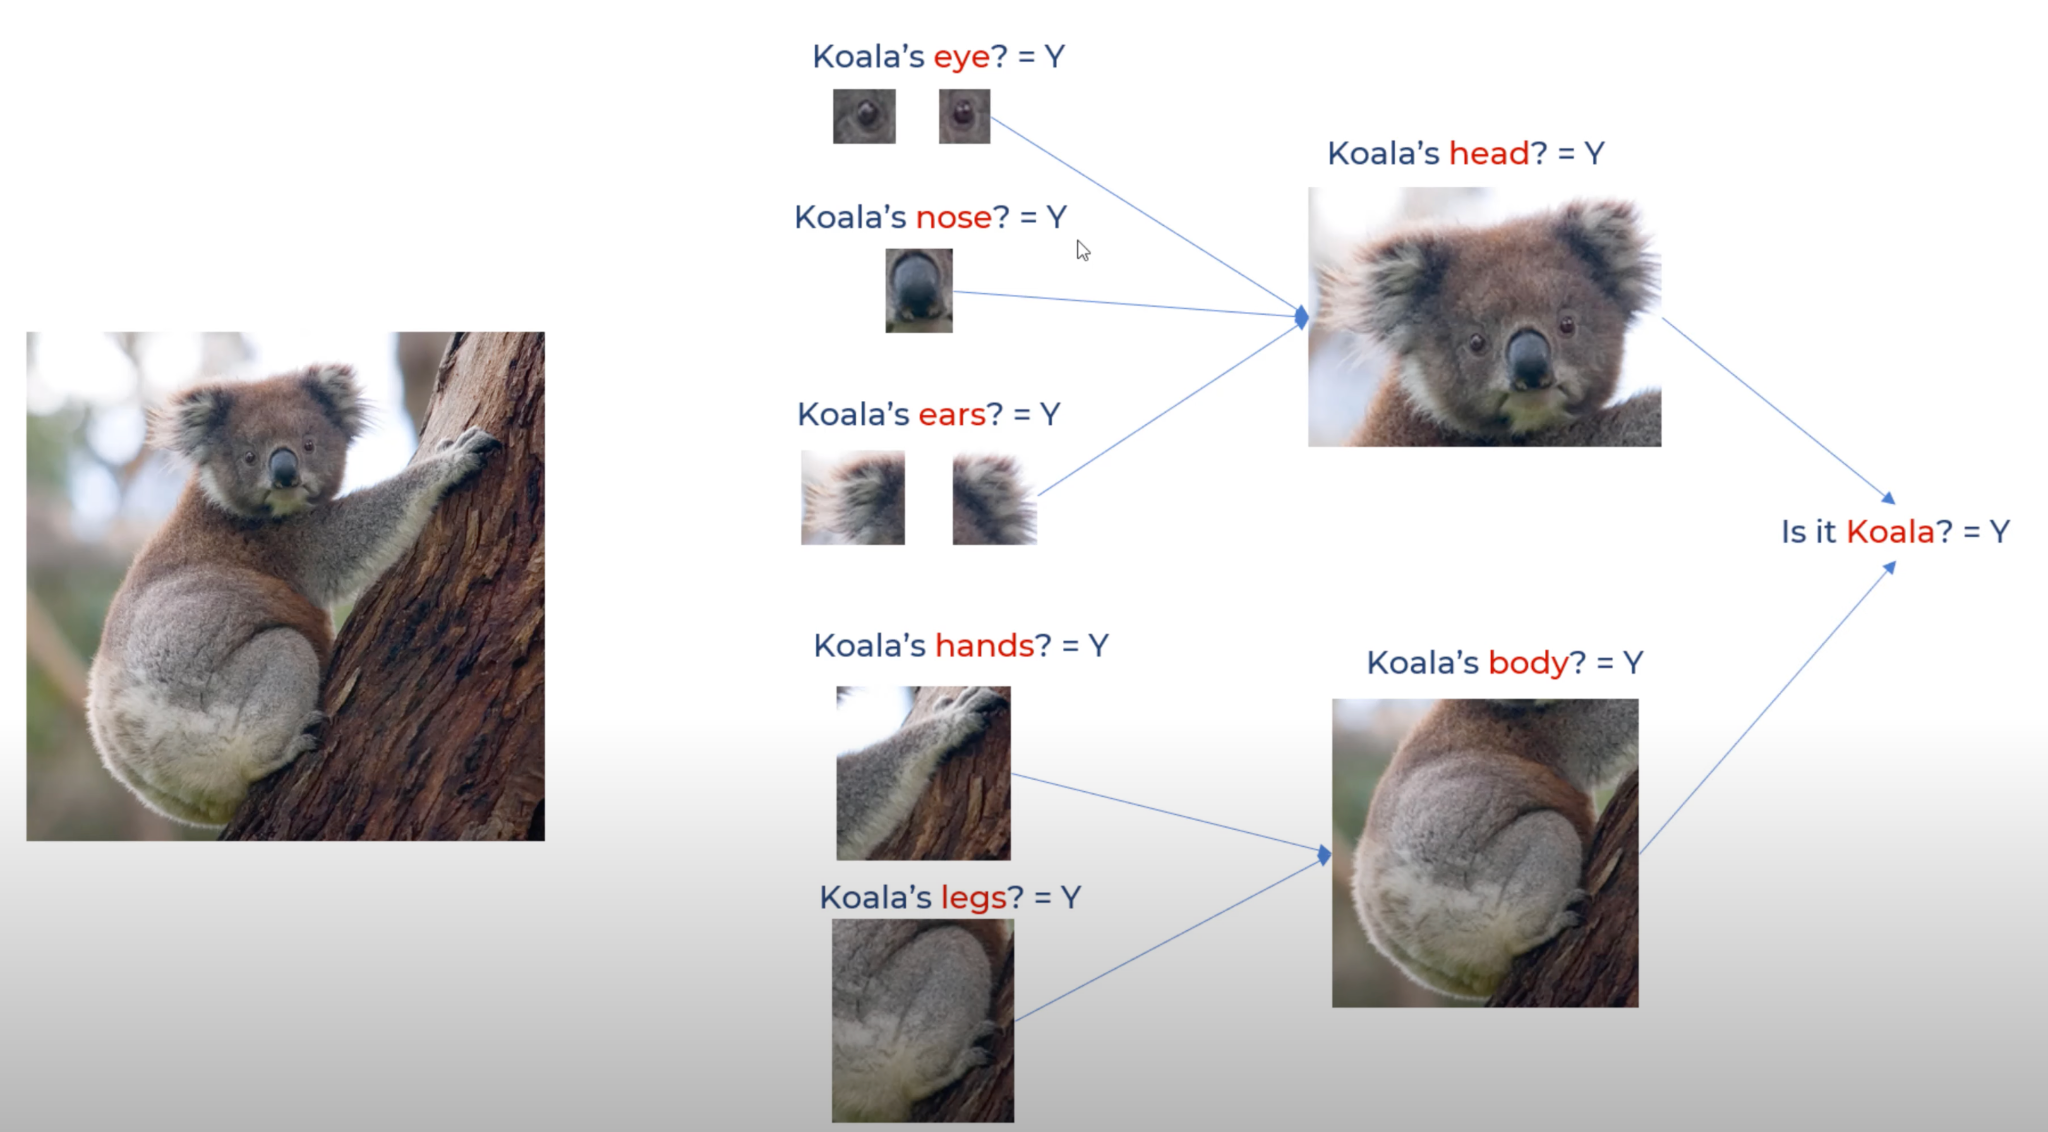 Koala’s eye? = Y
Koala’s nose? = Y
Koala’s ears? = Y
Koala’s hands? = Y
Koala’s legs? = Y
Koala’s head? = Y
Koala’s body? = Y
Is it Koala? = Y